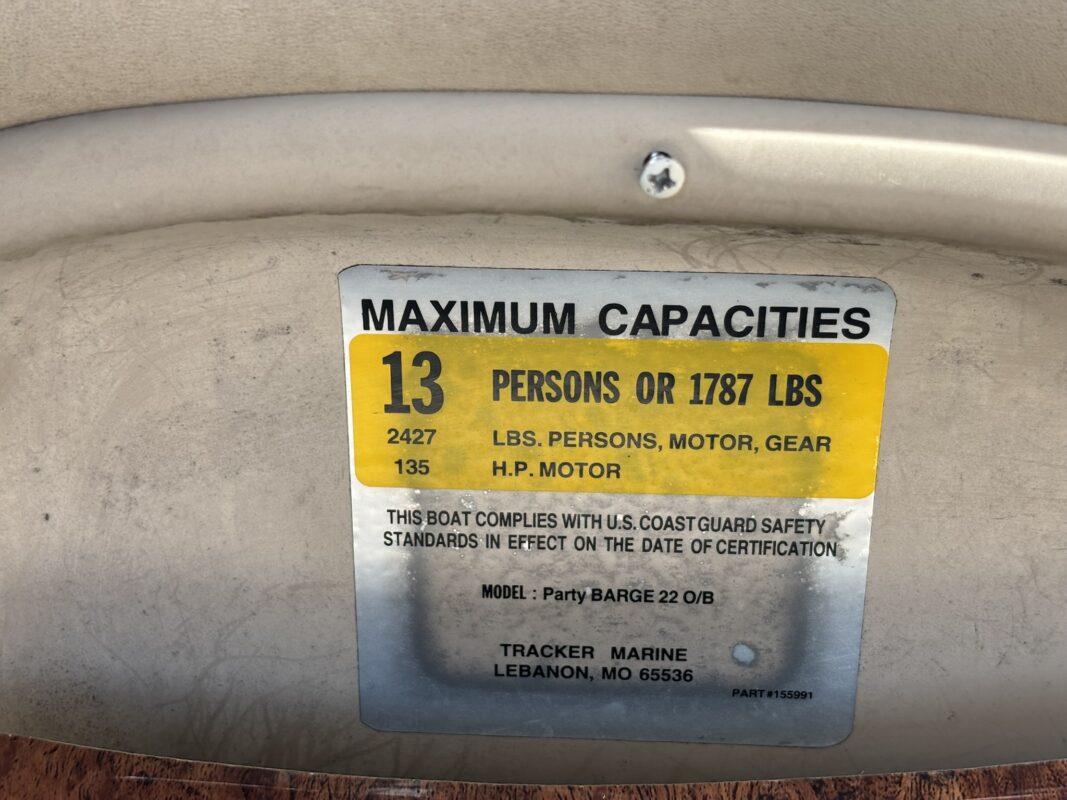 MAXIMUM CAPACITIES
13 PERSONS OR 1787 LBS
2427 LBS. PERSONS, MOTOR, GEAR
135 H.P. MOTOR
THIS BOAT COMPLIES WITH U.S. COAST GUARD SAFETY
STANDARDS IN EFFECT ON THE DATE OF CERTIFICATION
MODEL : Party BARGE 22 O/B
TRACKER MARINE
LEBANON, MO 65536
PART#155991